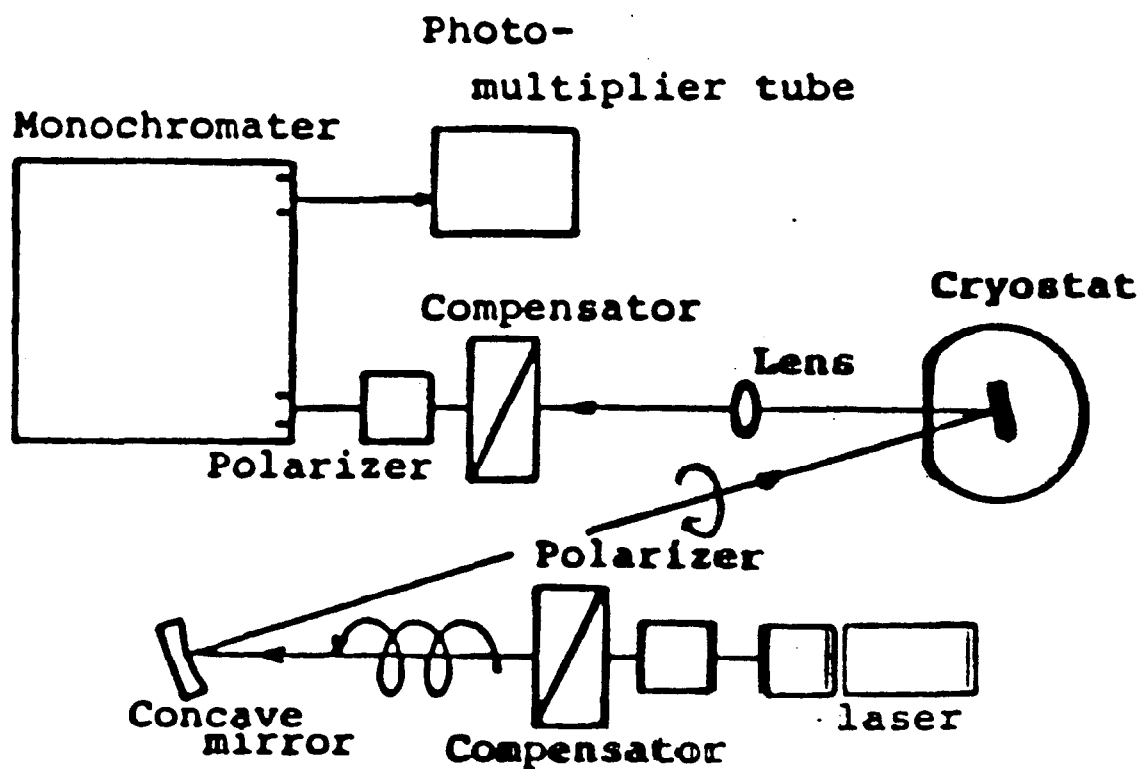 Photo-
multiplier tube
Monochromater
Compensator
Cryostat
Lens
Polarizer
Polarizer
Concave
mirror
Compensator
laser